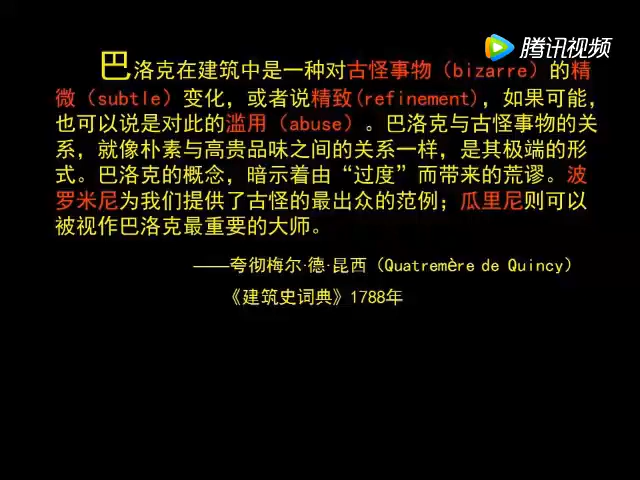 腾讯视频
巴洛克在建筑中是一种对古怪事物（bizarre）的精
微（subtle）变化，或者说精致(refinement)，如果可能，
也可以说是对此的滥用（abuse）。巴洛克与古怪事物的关
系，就像朴素与高贵品味之间的关系一样，是其极端的形
式。巴洛克的概念，暗示着由“过度”而带来的荒谬。波
罗米尼为我们提供了古怪的最出众的范例；瓜里尼则可以
被视作巴洛克最重要的大师。
——夸彻梅尔·德·昆西（Quatremère de Quincy）
《建筑史词典》1788年